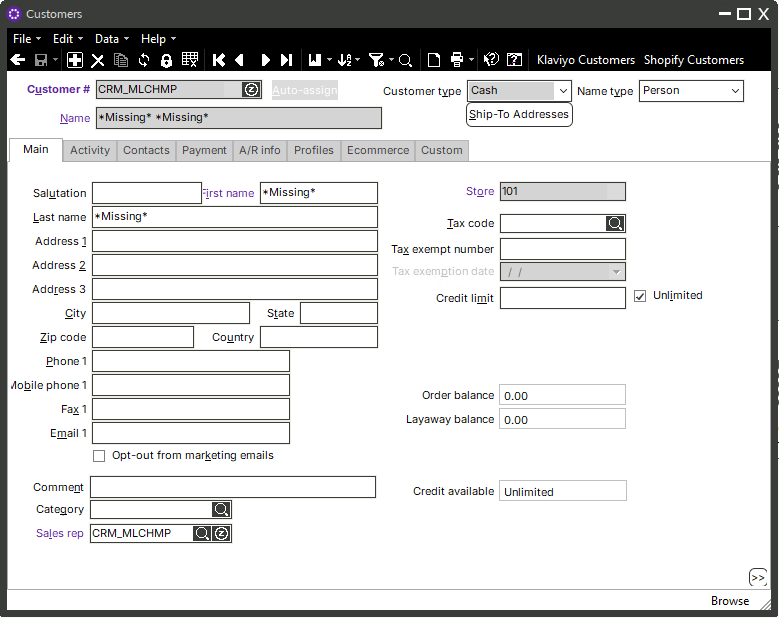 Customers
File Edit Data Help
Klaviyo Customers Shopify Customers
Customer # CRM_MLCHMP Auto-assign Customer type Cash Name type Person
Name *Missing* *Missing* Ship-To Addresses
Main Activity Contacts Payment A/R info Profiles Ecommerce Custom
Salutation First name *Missing* Store 101
Last name *Missing* Tax code
Address 1 Tax exempt number
Address 2 Tax exemption date / /
Address 3 Credit limit Unlimited
City State
Zip code Country
Phone 1
Mobile phone 1 Order balance 0.00
Fax 1 Layaway balance 0.00
Email 1
Opt-out from marketing emails
Comment Credit available Unlimited
Category
Sales rep CRM_MLCHMP
>>
Browse